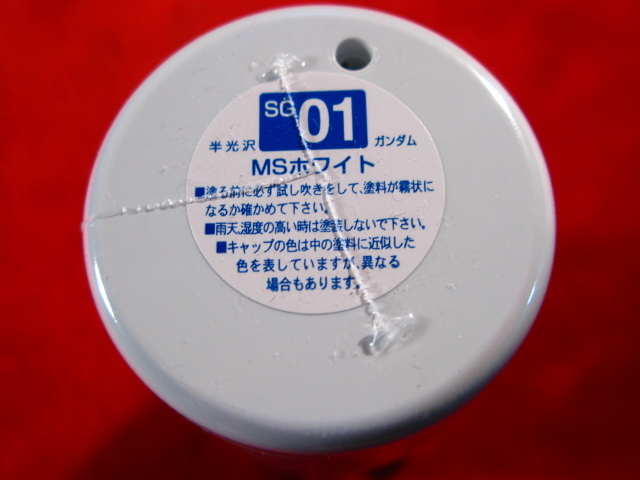 SG 01
半光沢 ガンダム
MSホワイト
■塗る前に必ず試し吹きをして、塗料が霧状に
なるか確かめて下さい。
■雨天、湿度の高い時は塗装しないで下さい。
■キャップの色は中の塗料に近似した
色を表していますが、異なる
場合もあります。